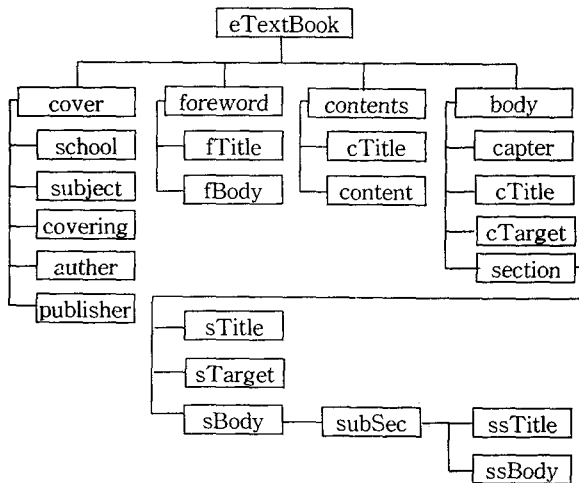 eTextBook
cover foreword contents body
school fTitle cTitle capter
subject fBody content cTitle
covering cTarget
auther section
publisher
sTitle
sTarget
sBody subSec ssTitle
ssBody